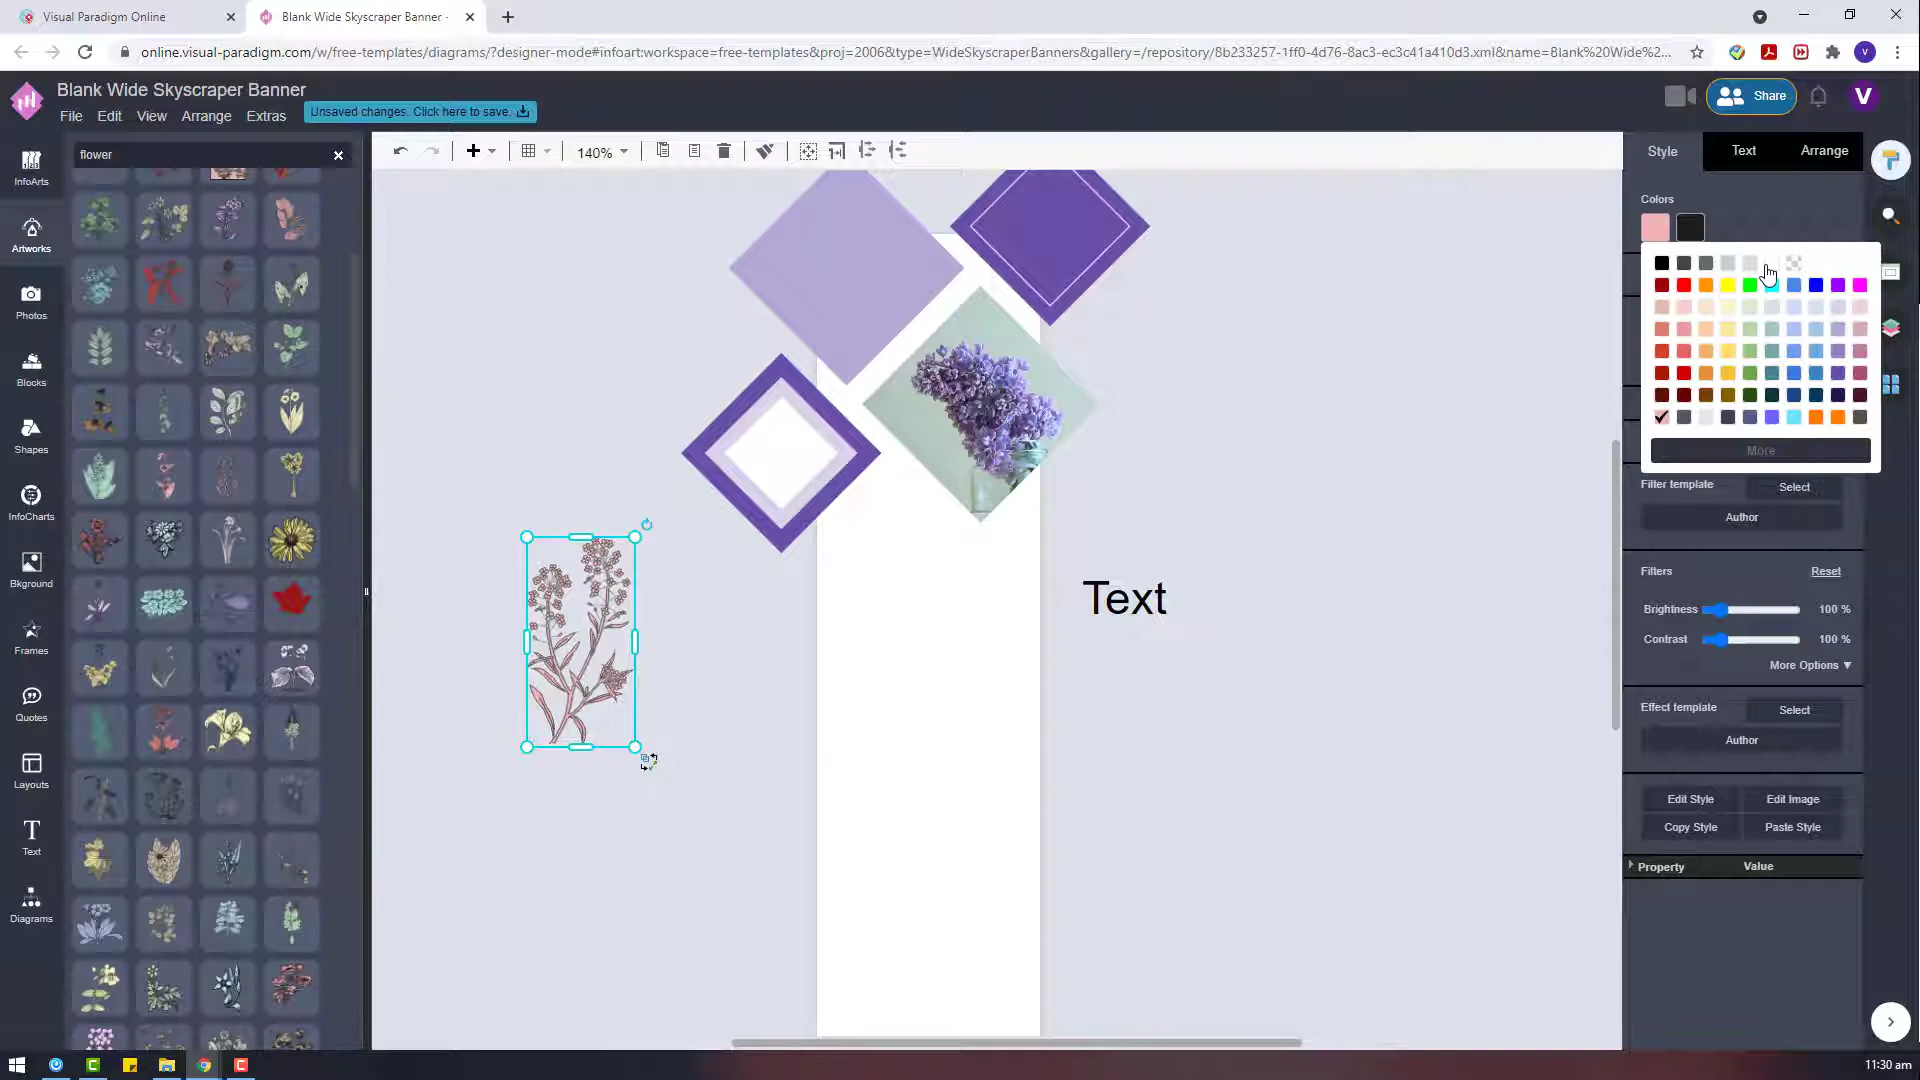 Visual Paradigm Online
Blank Wide Skyscraper Banner -
online.visual-paradigm.com/w/free-templates/diagrams/?designer-mode#infoart:workspace=free-templates&proj=2006&type=WideSkyscraperBanners&gallery=/repository/8b233257-1ff0-4d76-8ac3-ec3c41a410d3.xml&name=Blank%20Wide%2...
V
Blank Wide Skyscraper Banner
File Edit View Arrange Extras
Unsaved changes. Click here to save.
Share
V
InfoArts
Artworks
Photos
Blocks
Shapes
InfoCharts
Bkground
Frames
Quotes
Layouts
T
Text
Diagrams
flower
140%
Text
Style Text Arrange
Colors
More
Filter template Select
Author
Filters Reset
Brightness 100 %
Contrast 100 %
More Options ▼
Effect template Select
Author
Edit Style Edit Image
Copy Style Paste Style
Property Value
11:30 am